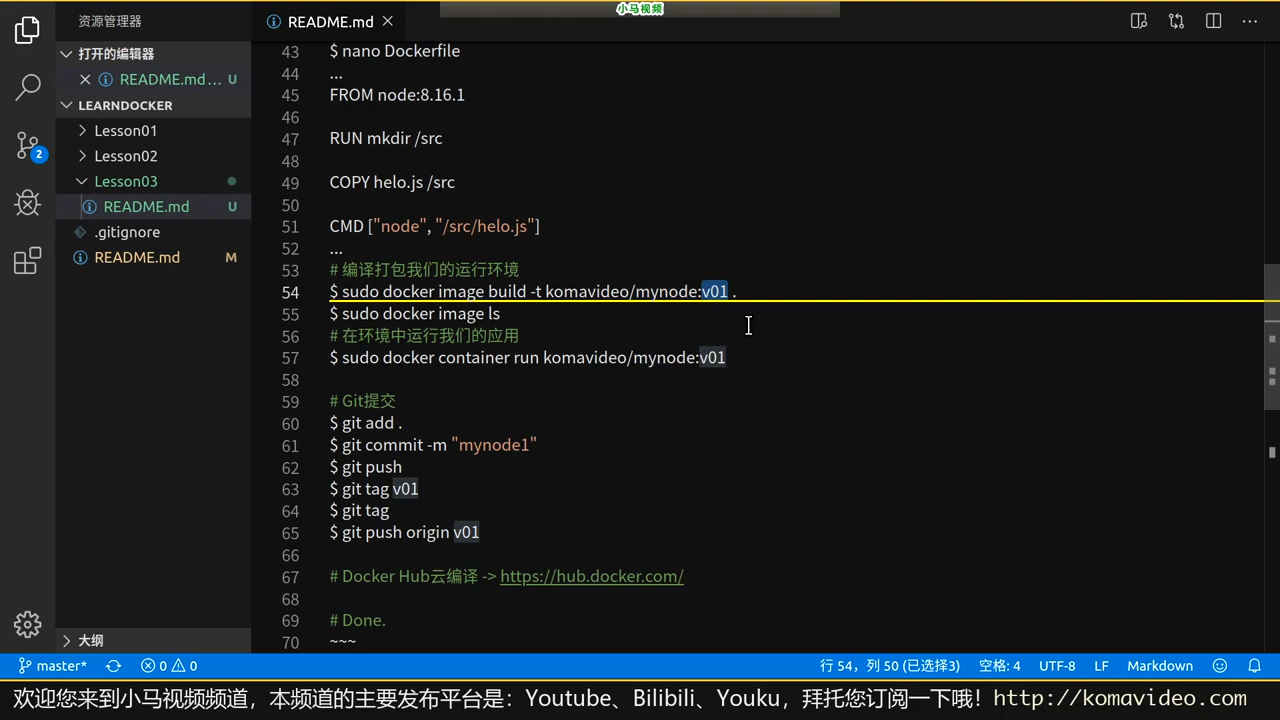 小马视频
资源管理器
README.md
打开的编辑器
README.md... U
LEARNDOCKER
Lesson01
Lesson02
Lesson03
README.md U
.gitignore
README.md M
2
大纲
43 $ nano Dockerfile
44 ...
45 FROM node:8.16.1
46
47 RUN mkdir /src
48
49 COPY helo.js /src
50
51 CMD ["node", "/src/helo.js"]
52 ...
53 # 编译打包我们的运行环境
54 $ sudo docker image build -t komavideo/mynode:v01 .
55 $ sudo docker image ls
56 # 在环境中运行我们的应用
57 $ sudo docker container run komavideo/mynode:v01
58
59 # Git提交
60 $ git add .
61 $ git commit -m "mynode1"
62 $ git push
63 $ git tag v01
64 $ git tag
65 $ git push origin v01
66
67 # Docker Hub云编译 -> https://hub.docker.com/
68
69 # Done.
70 ~~~
master* 0 0 行 54，列 50 (已选择3) 空格: 4 UTF-8 LF Markdown
欢迎您来到小马视频频道，本频道的主要发布平台是：Youtube、Bilibili、Youku，拜托您订阅一下哦！http://komavideo.com